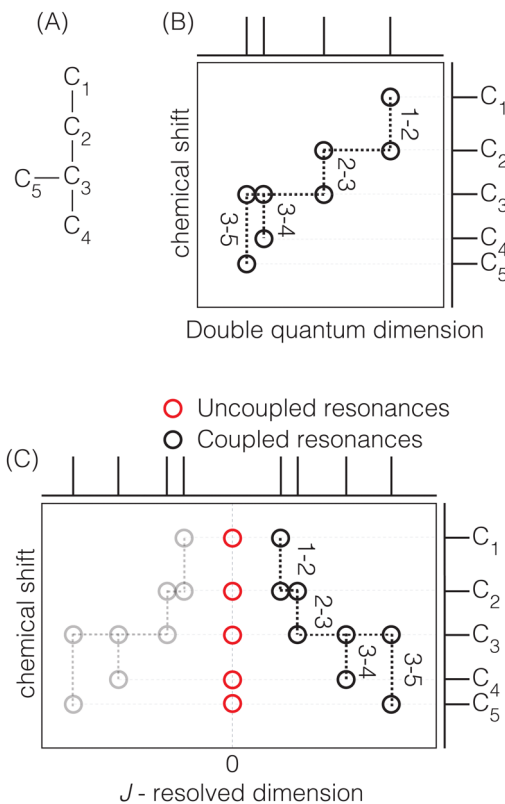 (A)
C1
C2
C5
C3
C4
(B)
chemical shift
1-2
2-3
3-4
3-5
C1
C2
C3
C4
C5
Double quantum dimension
Uncoupled resonances
Coupled resonances
(C)
chemical shift
1-2
2-3
3-4
3-5
C1
C2
C3
C4
C5
0
J - resolved dimension